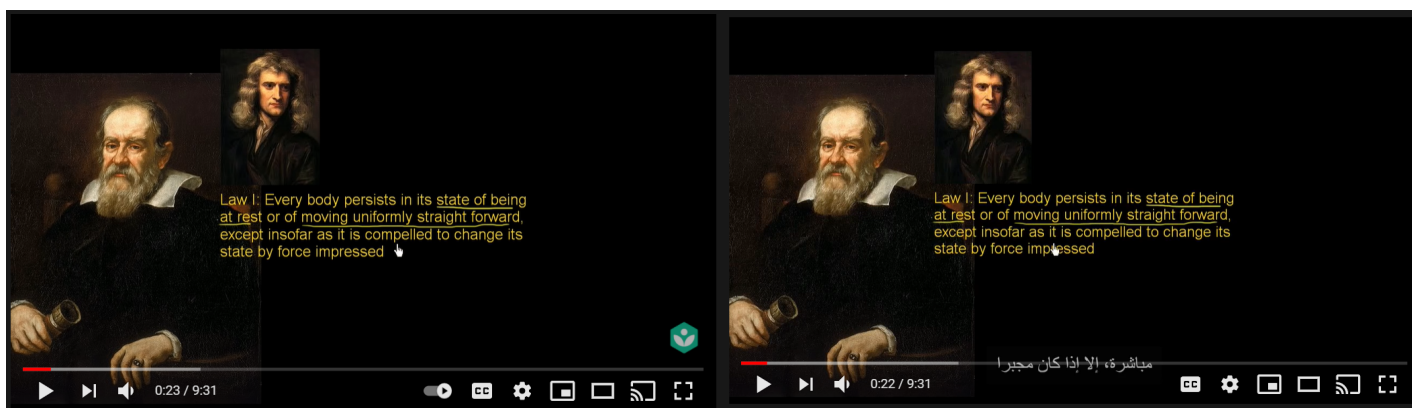 Law I: Every body persists in its state of being
at rest or of moving uniformly straight forward,
except insofar as it is compelled to change its
state by force impressed
0:23 / 9:31
CC
Law I: Every body persists in its state of being
at rest or of moving uniformly straight forward,
except insofar as it is compelled to change its
state by force impressed
مباشرة، إلا إذا كان مجبرا
0:22 / 9:31
CC